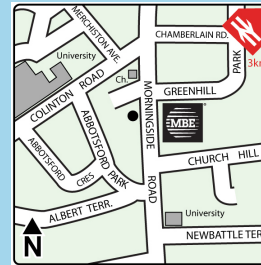 MERCHISTON AVE.
CHAMBERLAIN RD.
PARK
3km
University
Ch.
COLINTON ROAD
GREENHILL
MORNINGSIDE
ROAD
MBE
ABBOTSFORD
PARK
ABBOTSFORD
CRES
CHURCH HILL
ALBERT TERR.
University
NEWBATTLE TER
N